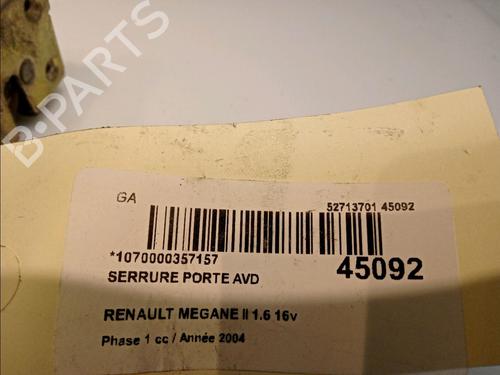 B-PARTS
GA
52713701 45092
*1070000357157
45092
SERRURE PORTE AVD
RENAULT MEGANE II 1.6 16v
Phase 1 cc / Année 2004